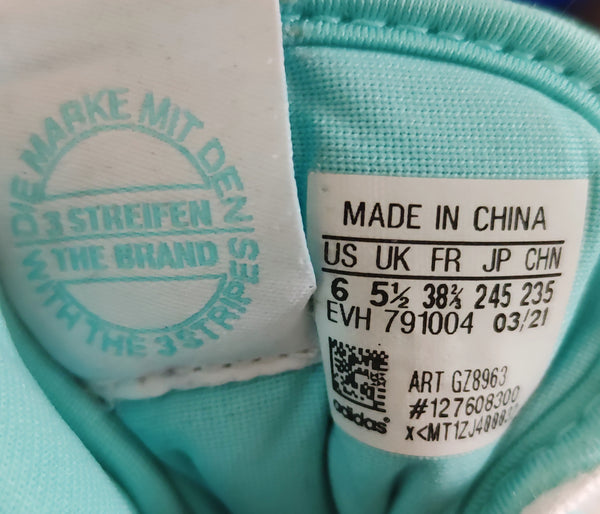 DIE MARKE MIT DEN
3 STREIFEN
THE BRAND
WITH THE 3 STRIPES
MADE IN CHINA
US UK FR JP CHN
6 5½ 38⅔ 245 235
EVH 791004 03/21
ART GZ8963
#127608300
adidas®